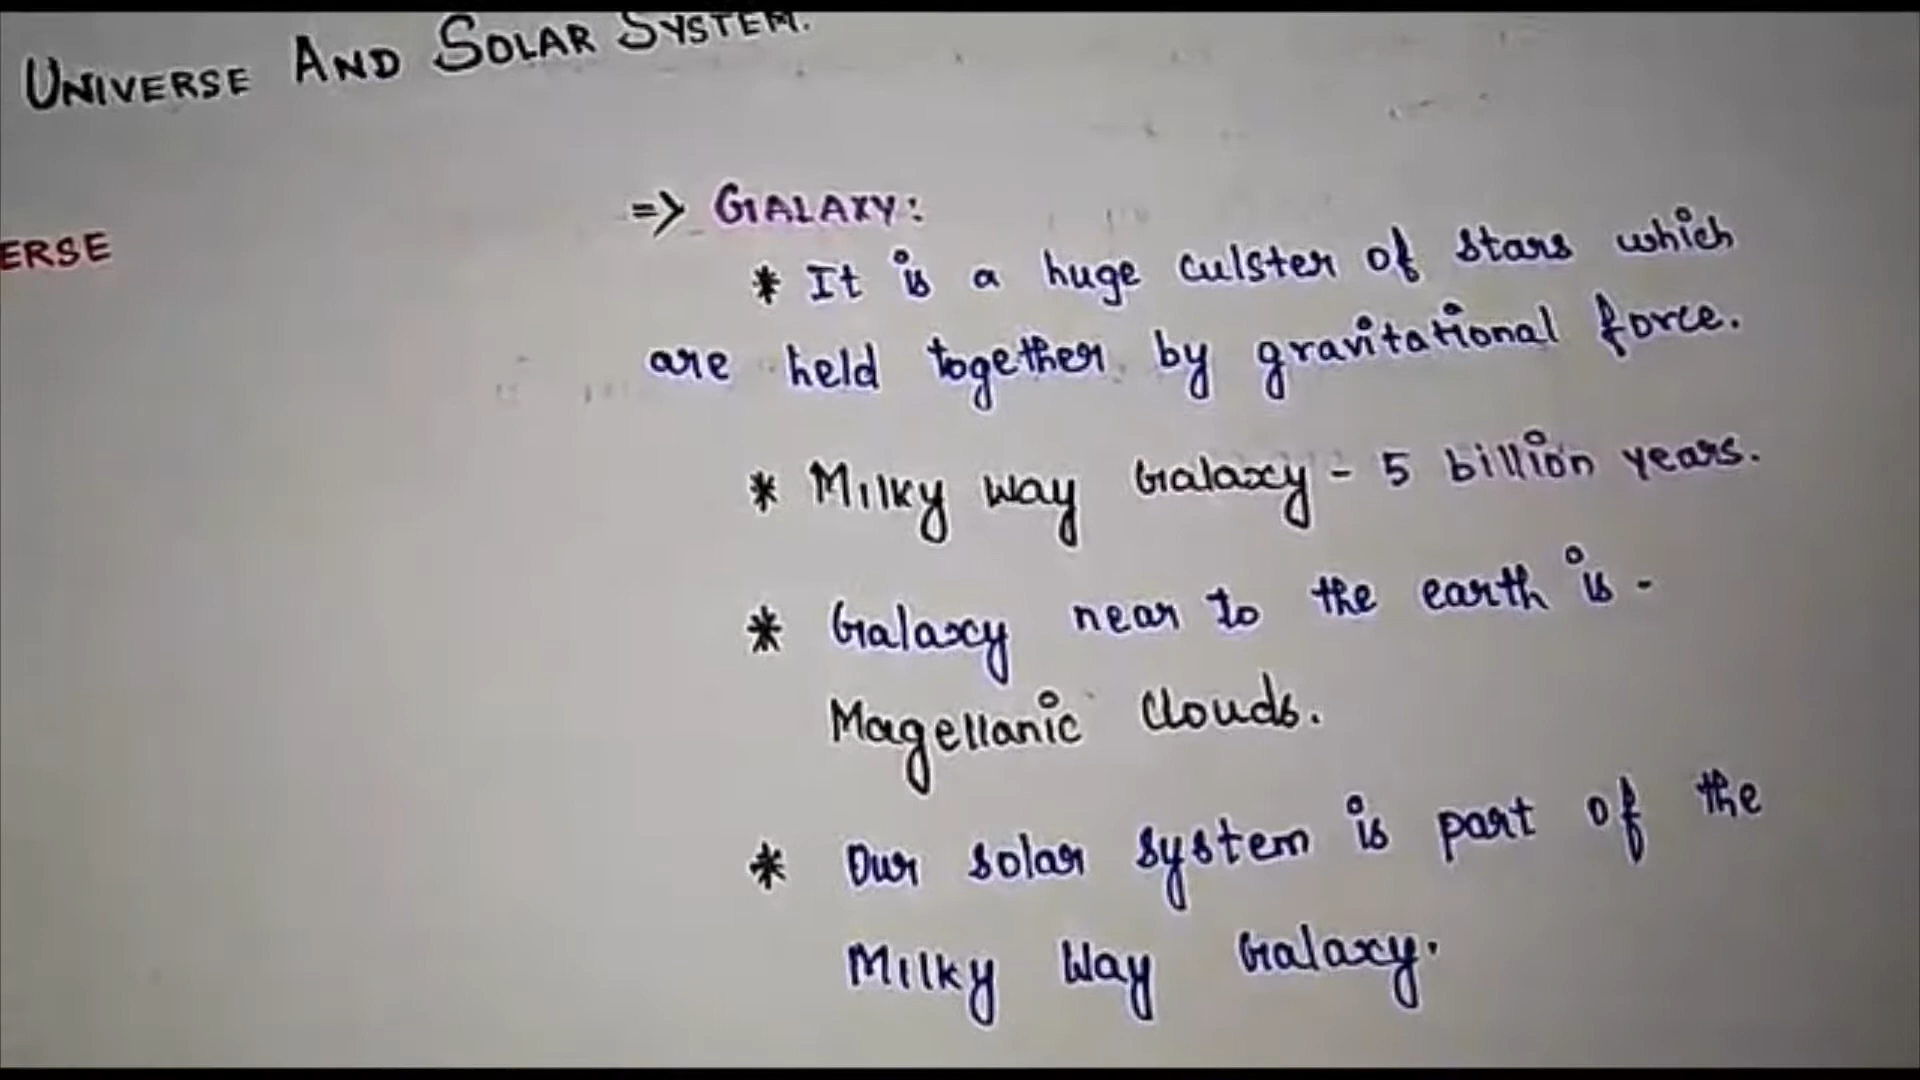 UNIVERSE AND SOLAR SYSTEM.
ERSE
=> GALAXY:
* It is a huge culster of stars which
are held together by gravitational force.
* Milky way Galaxy - 5 billion years.
* Galaxy near to the earth is -
Magellanic Clouds.
* Our solar system is part of the
Milky Way Galaxy.